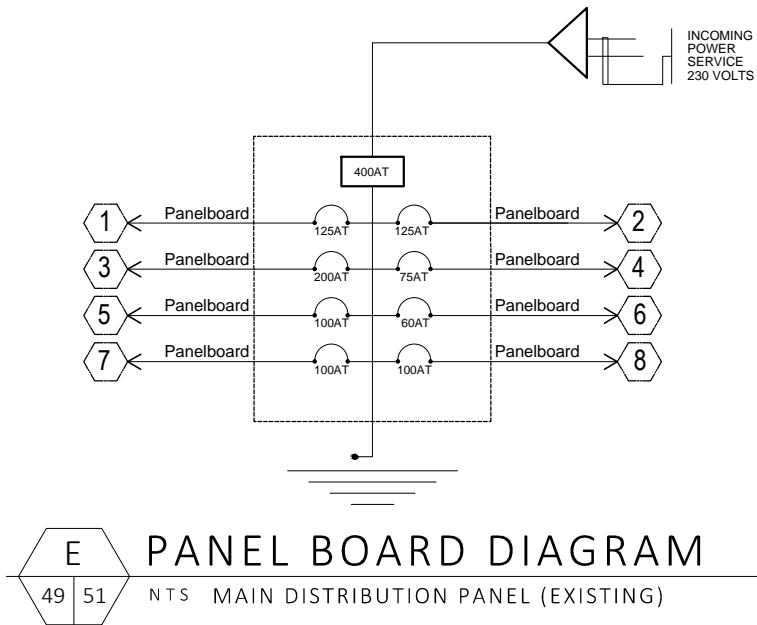 INCOMING
POWER
SERVICE
230 VOLTS
400AT
1 Panelboard 125AT 125AT Panelboard 2
3 Panelboard 200AT 75AT Panelboard 4
5 Panelboard 100AT 60AT Panelboard 6
7 Panelboard 100AT 100AT Panelboard 8
E PANEL BOARD DIAGRAM
49 51 NTS MAIN DISTRIBUTION PANEL (EXISTING)